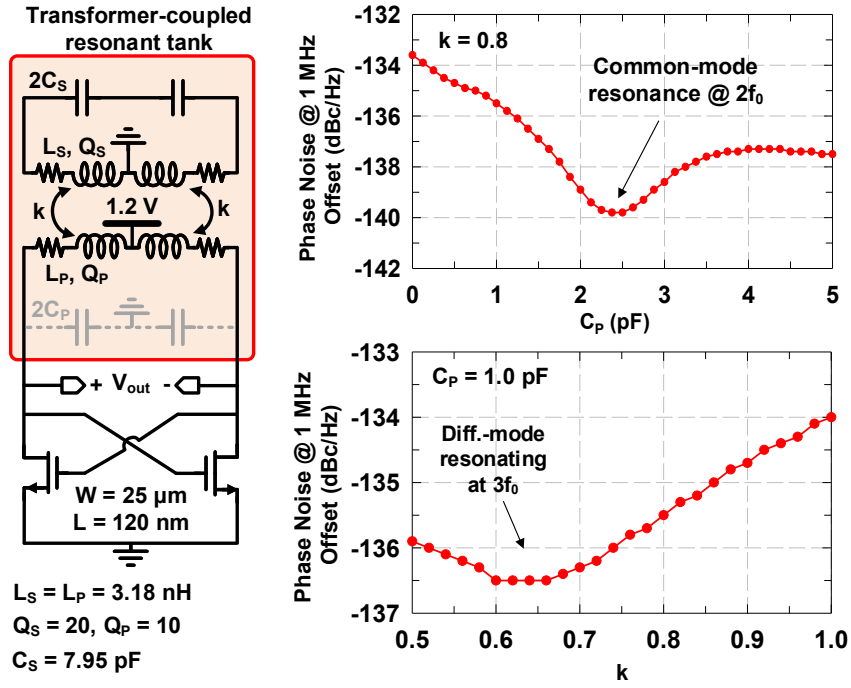 Transformer-coupled
resonant tank
2C_S
L_S, Q_S
k
1.2 V
k
L_P, Q_P
2C_P
+ V_out -
W = 25 µm
L = 120 nm
L_S = L_P = 3.18 nH
Q_S = 20, Q_P = 10
C_S = 7.95 pF
Phase Noise @ 1 MHz
Offset (dBc/Hz)
-132
-134
-136
-138
-140
-142
k = 0.8
Common-mode
resonance @ 2f_0
0 1 2 3 4 5
C_P (pF)
Phase Noise @ 1 MHz
Offset (dBc/Hz)
-133
-134
-135
-136
-137
C_P = 1.0 pF
Diff.-mode
resonating
at 3f_0
0.5 0.6 0.7 0.8 0.9 1.0
k